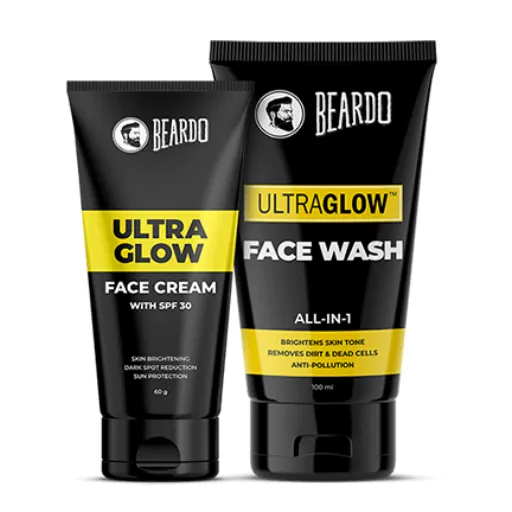 BEARDO
ULTRA
GLOW
FACE CREAM
WITH SPF 30
SKIN BRIGHTENING
DARK SPOT REDUCTION
SUN PROTECTION
60 g
BEARDO
ULTRAGLOW™
FACE WASH
ALL-IN-1
BRIGHTENS SKIN TONE
REMOVES DIRT & DEAD CELLS
ANTI-POLLUTION
100 ml